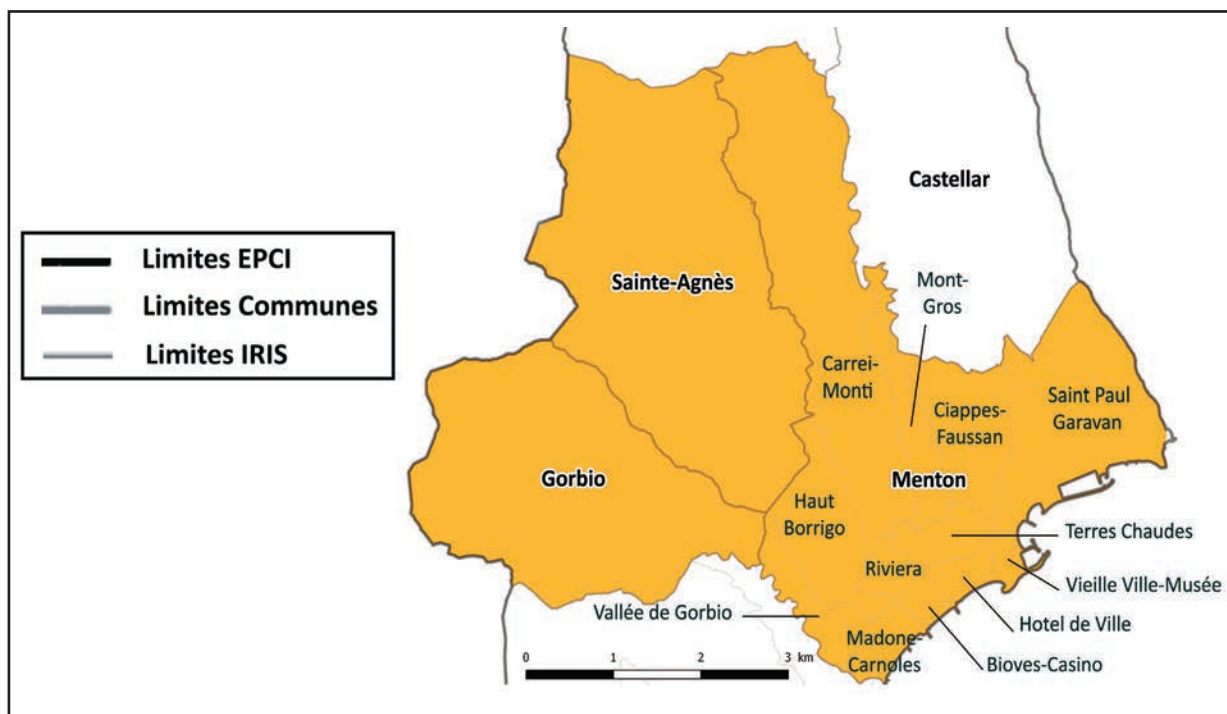 Limites EPCI
Limites Communes
Limites IRIS
Castellar
Sainte-Agnès
Mont-
Gros
Carrei-
Monti
Ciappes-
Faussan
Saint Paul
Garavan
Gorbio
Menton
Haut
Borrigo
Terres Chaudes
Riviera
Vieille Ville-Musée
Vallée de Gorbio
Hotel de Ville
Madone-
Carnoles
Bioves-Casino
0 1 2 3 km